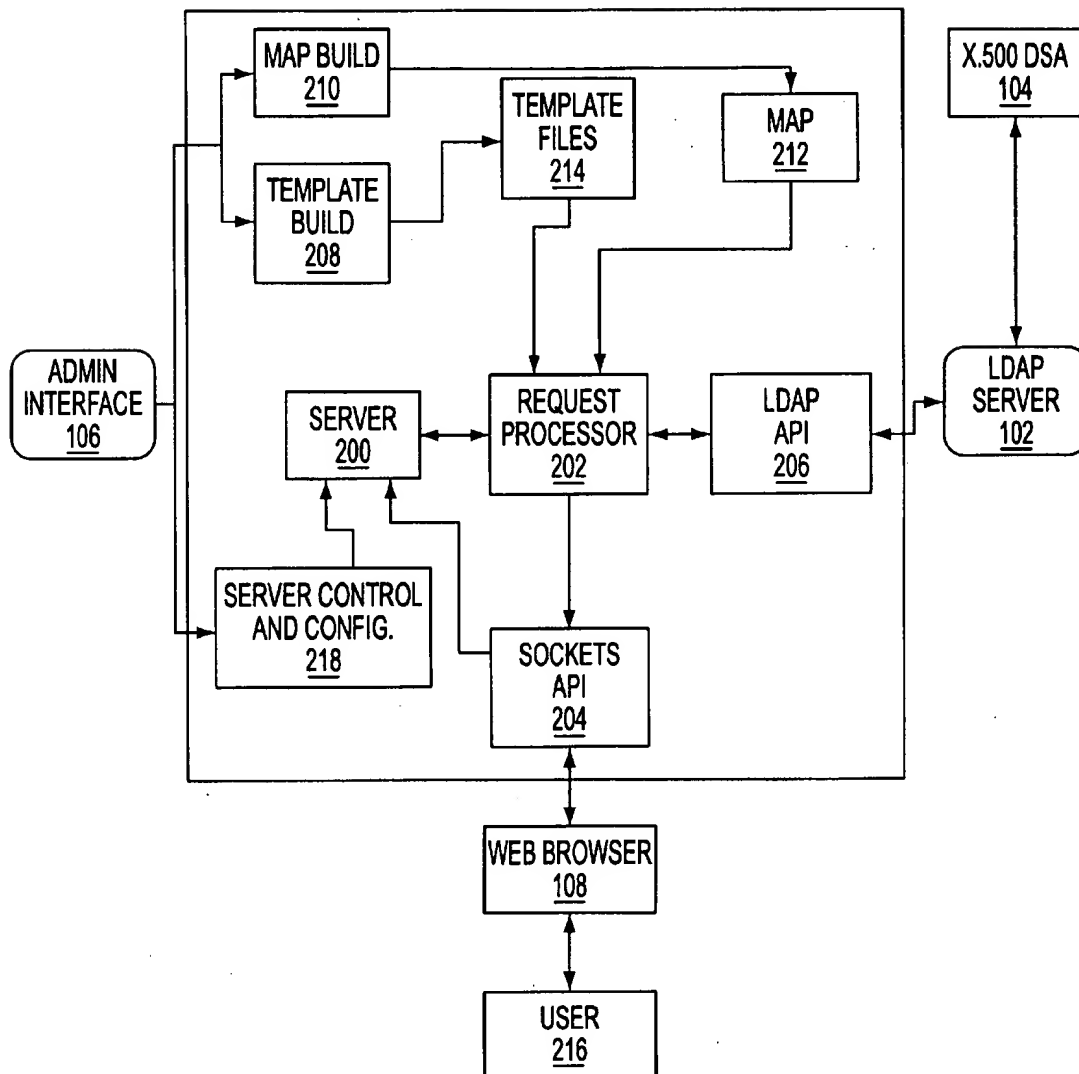 MAP BUILD
210
X.500 DSA
104
TEMPLATE
FILES
214
MAP
212
TEMPLATE
BUILD
208
ADMIN
INTERFACE
106
SERVER
200
REQUEST
PROCESSOR
202
LDAP
API
206
LDAP
SERVER
102
SERVER CONTROL
AND CONFIG.
218
SOCKETS
API
204
WEB BROWSER
108
USER
216